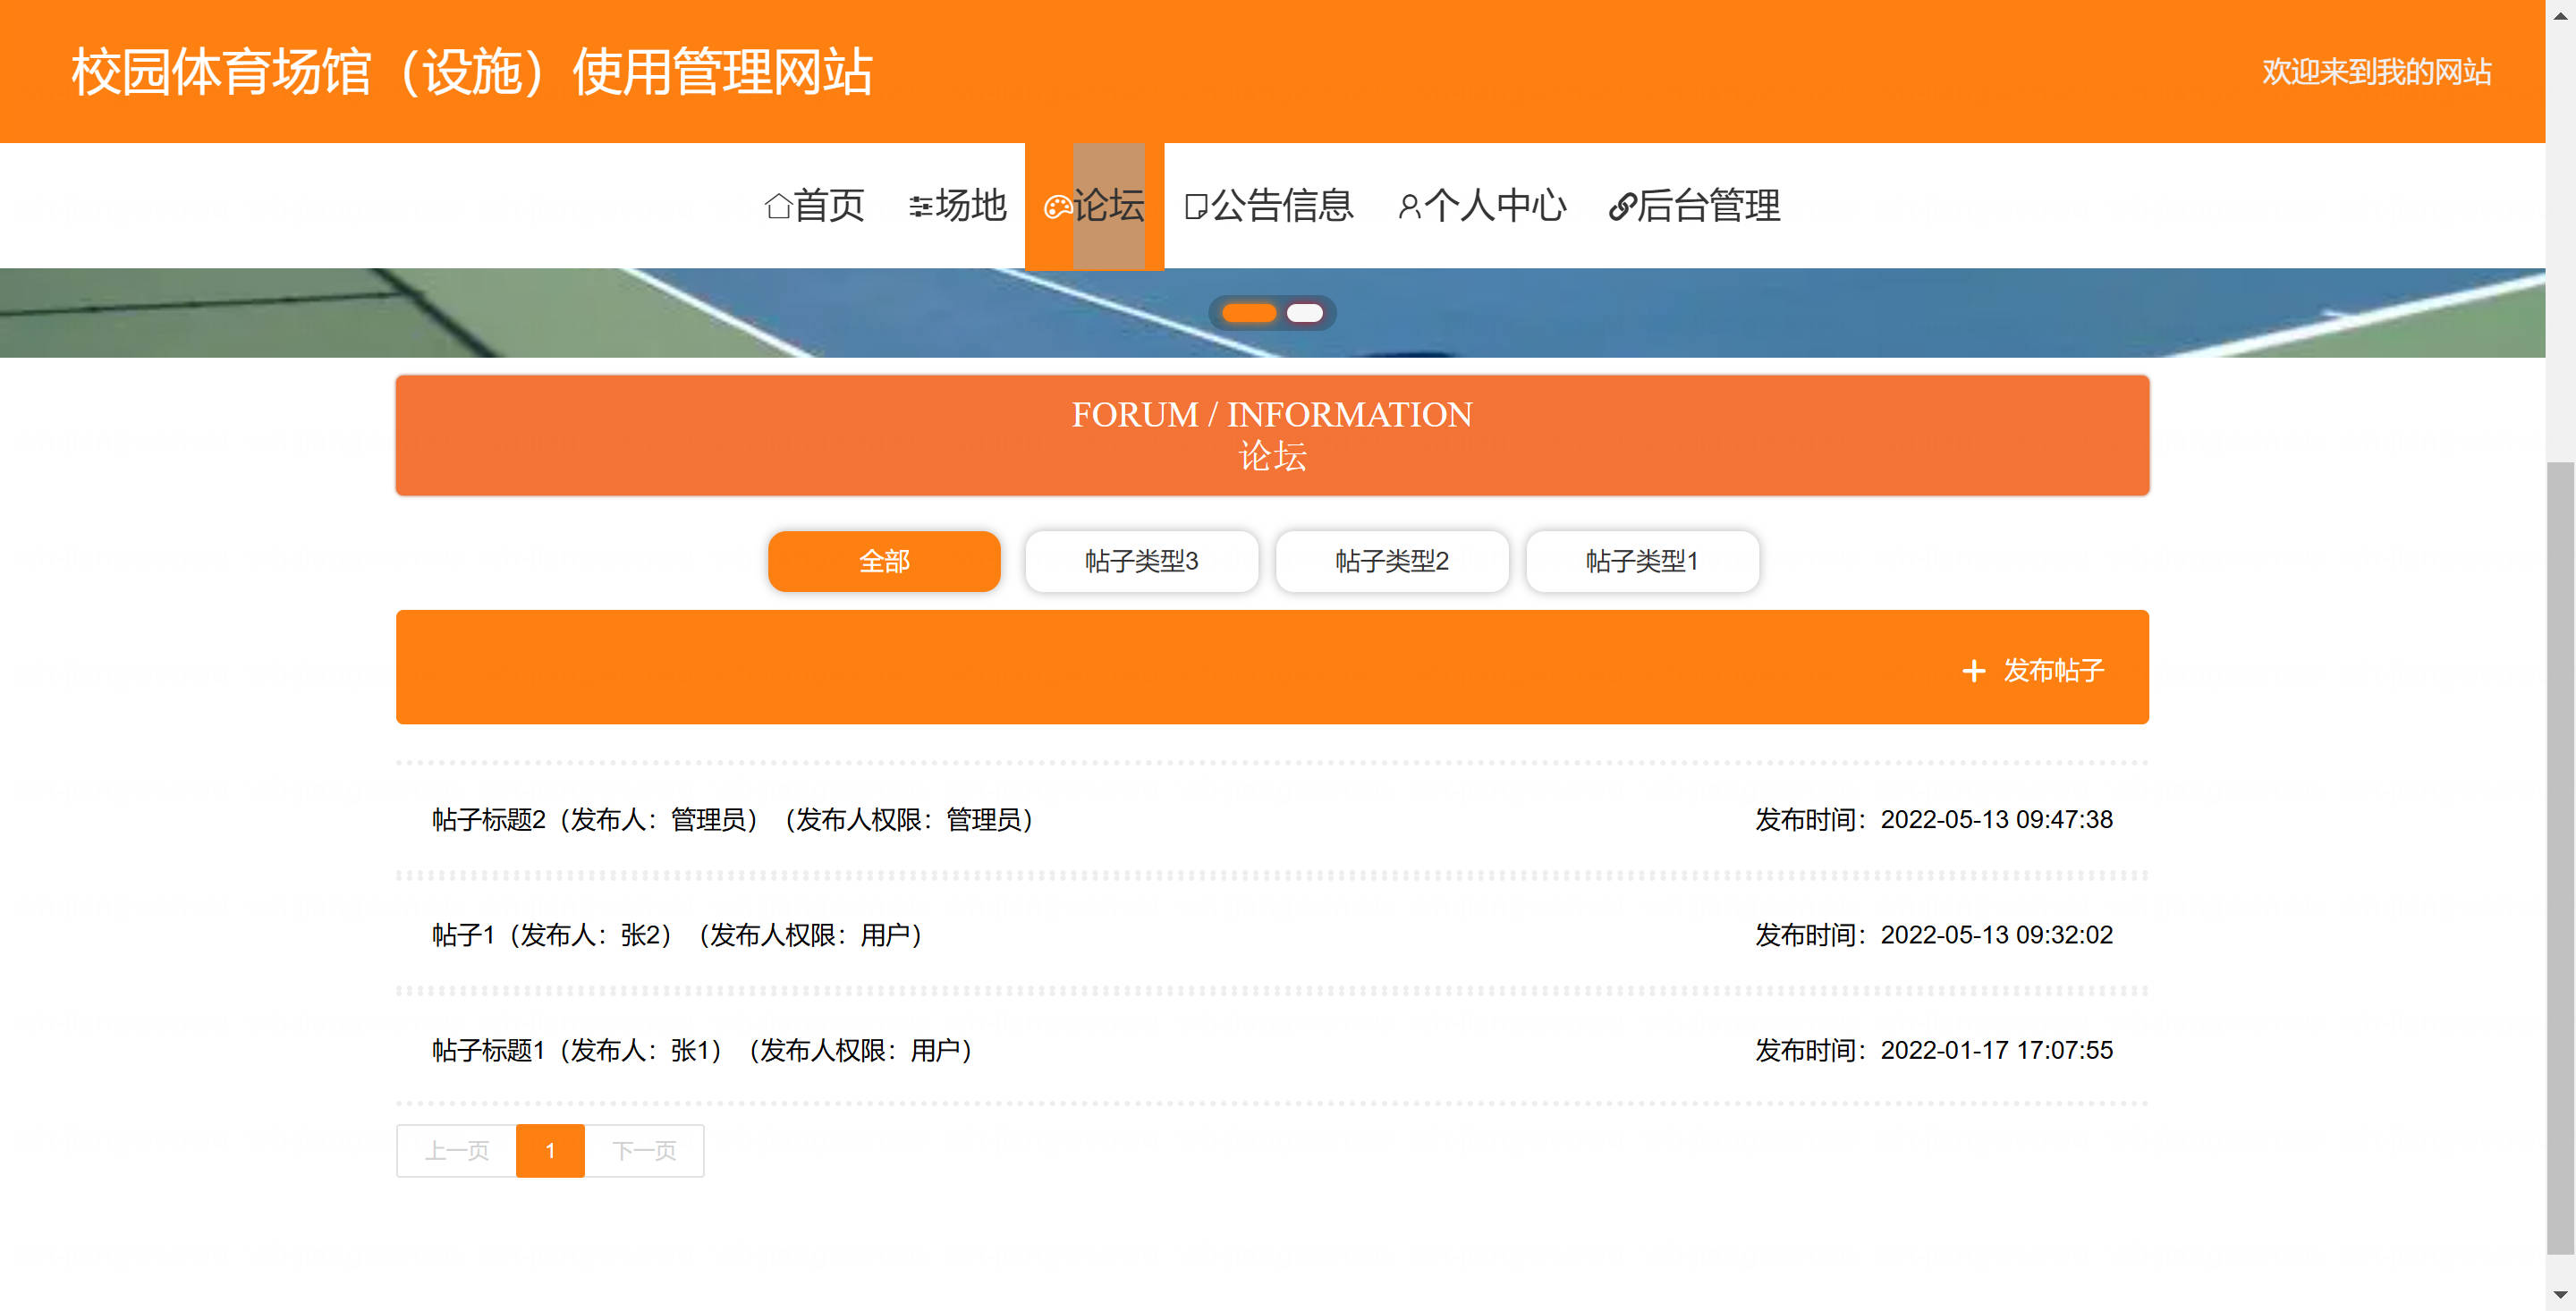 校园体育场馆（设施）使用管理网站
欢迎来到我的网站
首页 场地 论坛 公告信息 个人中心 后台管理
FORUM / INFORMATION
论坛
全部 帖子类型3 帖子类型2 帖子类型1
+ 发布帖子
帖子标题2（发布人：管理员）（发布人权限：管理员） 发布时间：2022-05-13 09:47:38
帖子1（发布人：张2）（发布人权限：用户） 发布时间：2022-05-13 09:32:02
帖子标题1（发布人：张1）（发布人权限：用户） 发布时间：2022-01-17 17:07:55
上一页 1 下一页